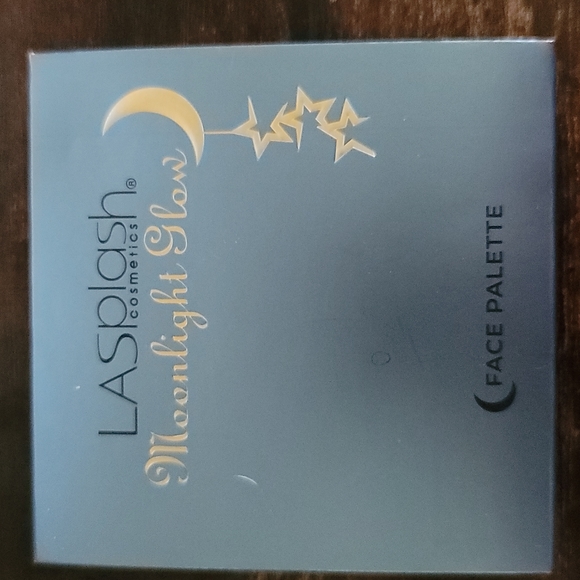 LASplash®
cosmetics
Moonlight Glow
FACE PALETTE